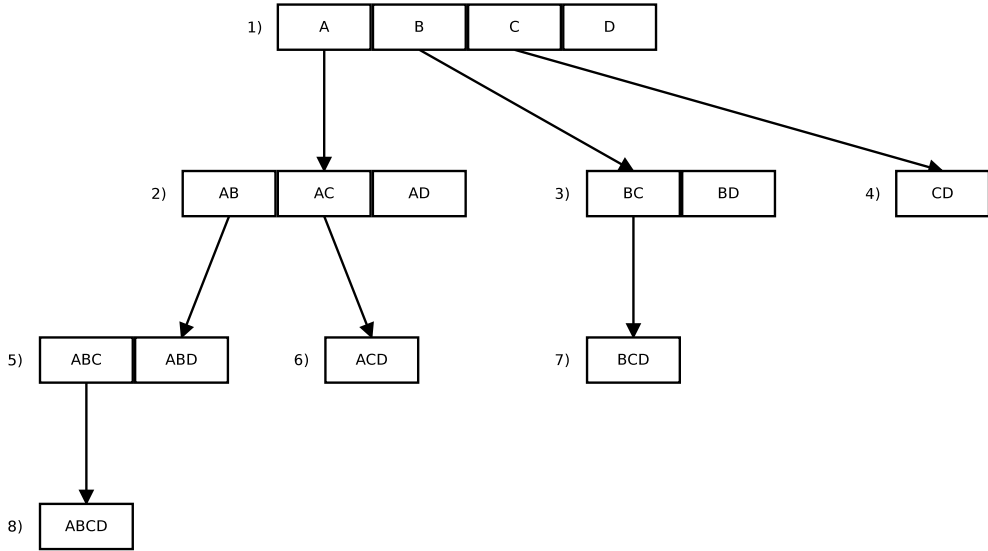 1) A B C D
2) AB AC AD 3) BC BD 4) CD
5) ABC ABD 6) ACD 7) BCD
8) ABCD